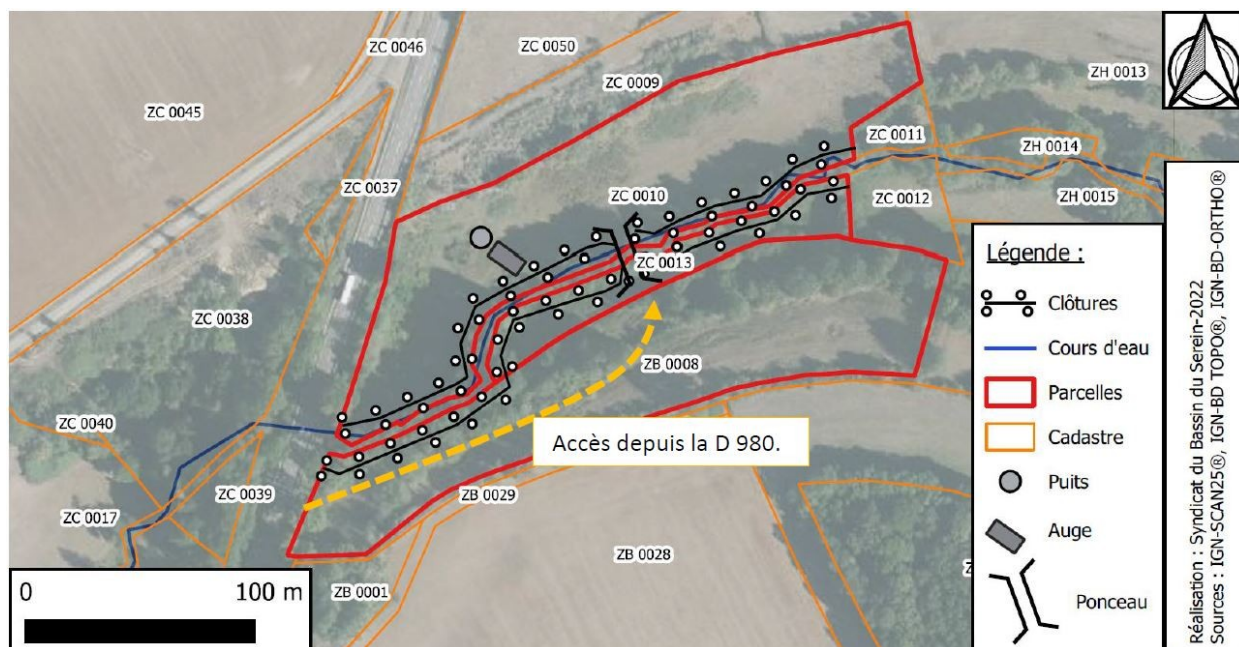 ZC 0046
ZC 0050
ZC 0009
ZH 0013
ZC 0045
ZC 0011
ZH 0014
ZC 0037
ZC 0010
ZC 0012
ZH 0015
ZC 0013
ZC 0038
ZB 0008
ZC 0040
Accès depuis la D 980.
ZC 0039
ZB 0029
ZC 0017
ZB 0028
ZB 0001
0 100 m
Légende :
Clôtures
Cours d'eau
Parcelles
Cadastre
Puits
Auge
Ponceau
Réalisation : Syndicat du Bassin du Serein-2022
Sources : IGN-SCAN25®, IGN-BD TOPO®, IGN-BD-ORTHO®